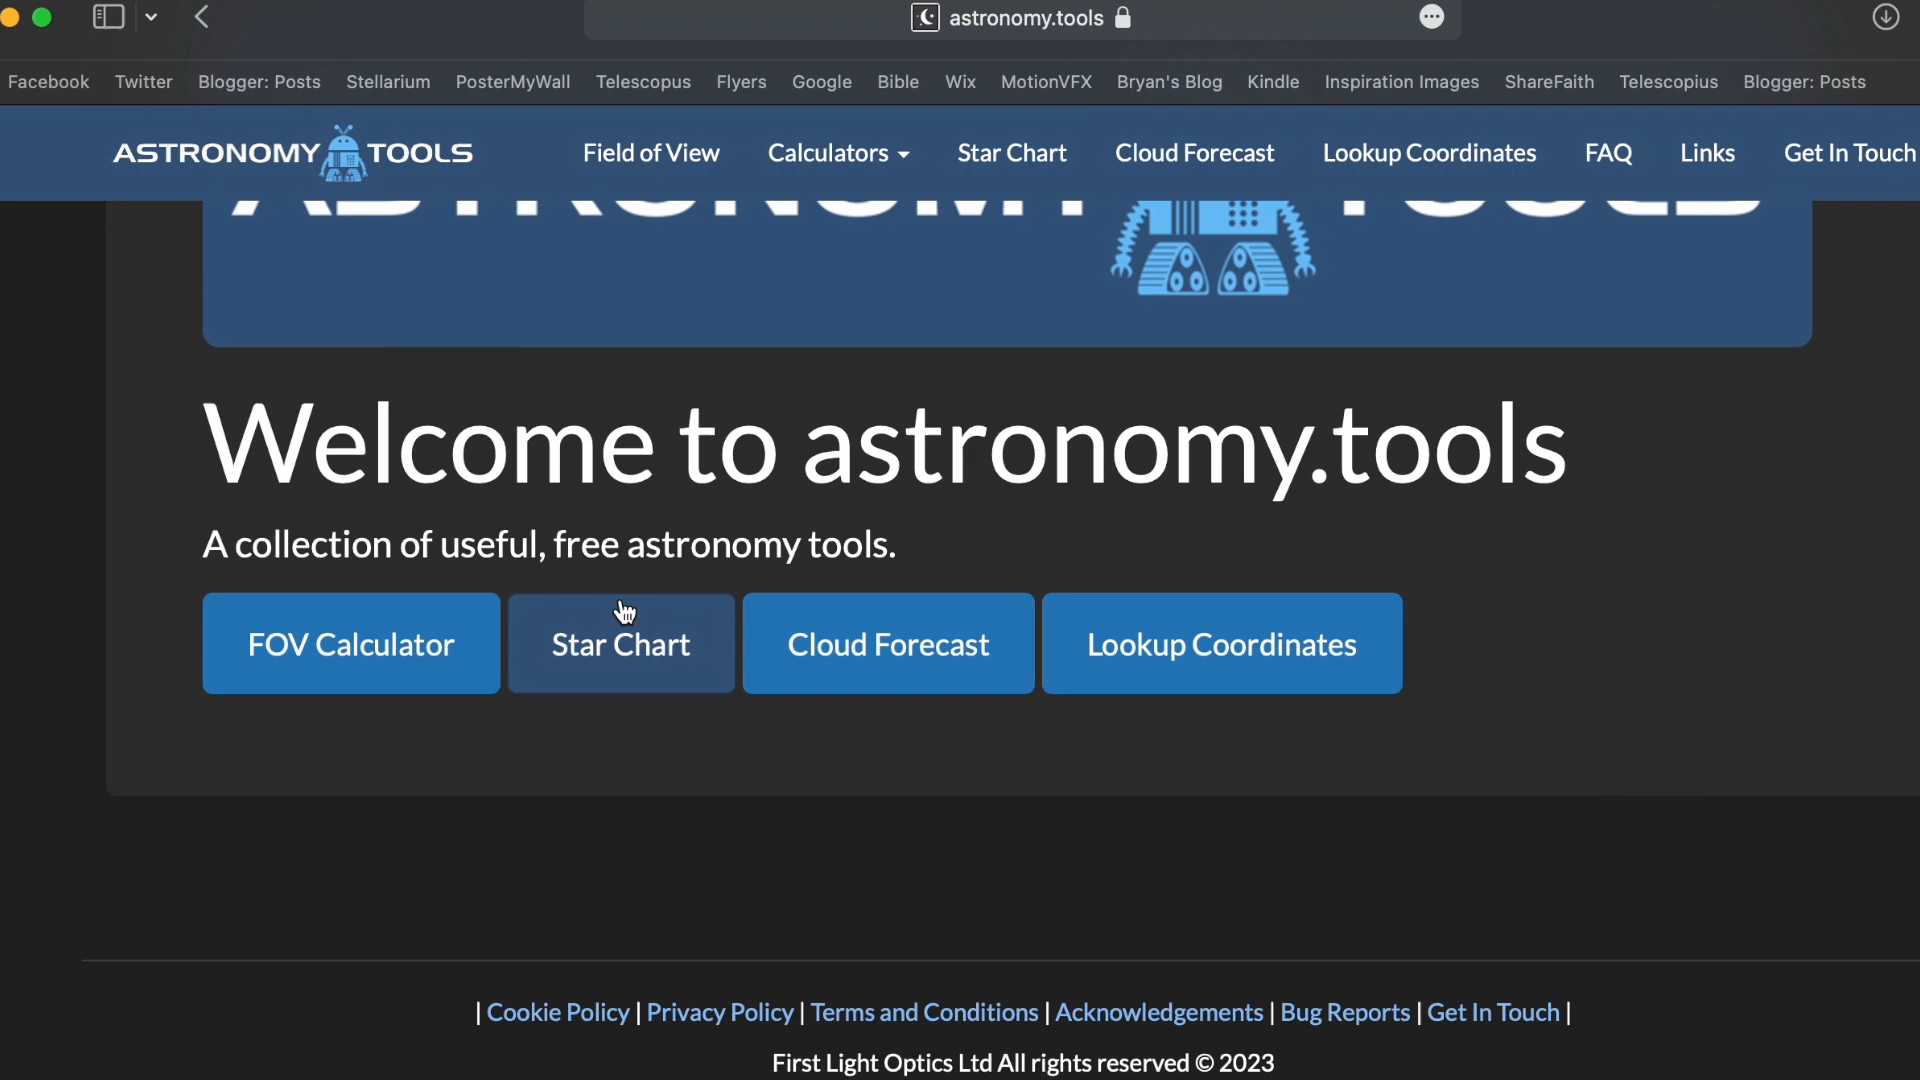 astronomy.tools
Facebook Twitter Blogger: Posts Stellarium PosterMyWall Telescopus Flyers Google Bible Wix MotionVFX Bryan's Blog Kindle Inspiration Images ShareFaith Telescopius Blogger: Posts
ASTRONOMY TOOLS Field of View Calculators Star Chart Cloud Forecast Lookup Coordinates FAQ Links Get In Touch
ASTRONOMY TOOLS
Welcome to astronomy.tools
A collection of useful, free astronomy tools.
FOV Calculator Star Chart Cloud Forecast Lookup Coordinates
| Cookie Policy | Privacy Policy | Terms and Conditions | Acknowledgements | Bug Reports | Get In Touch |
First Light Optics Ltd All rights reserved © 2023